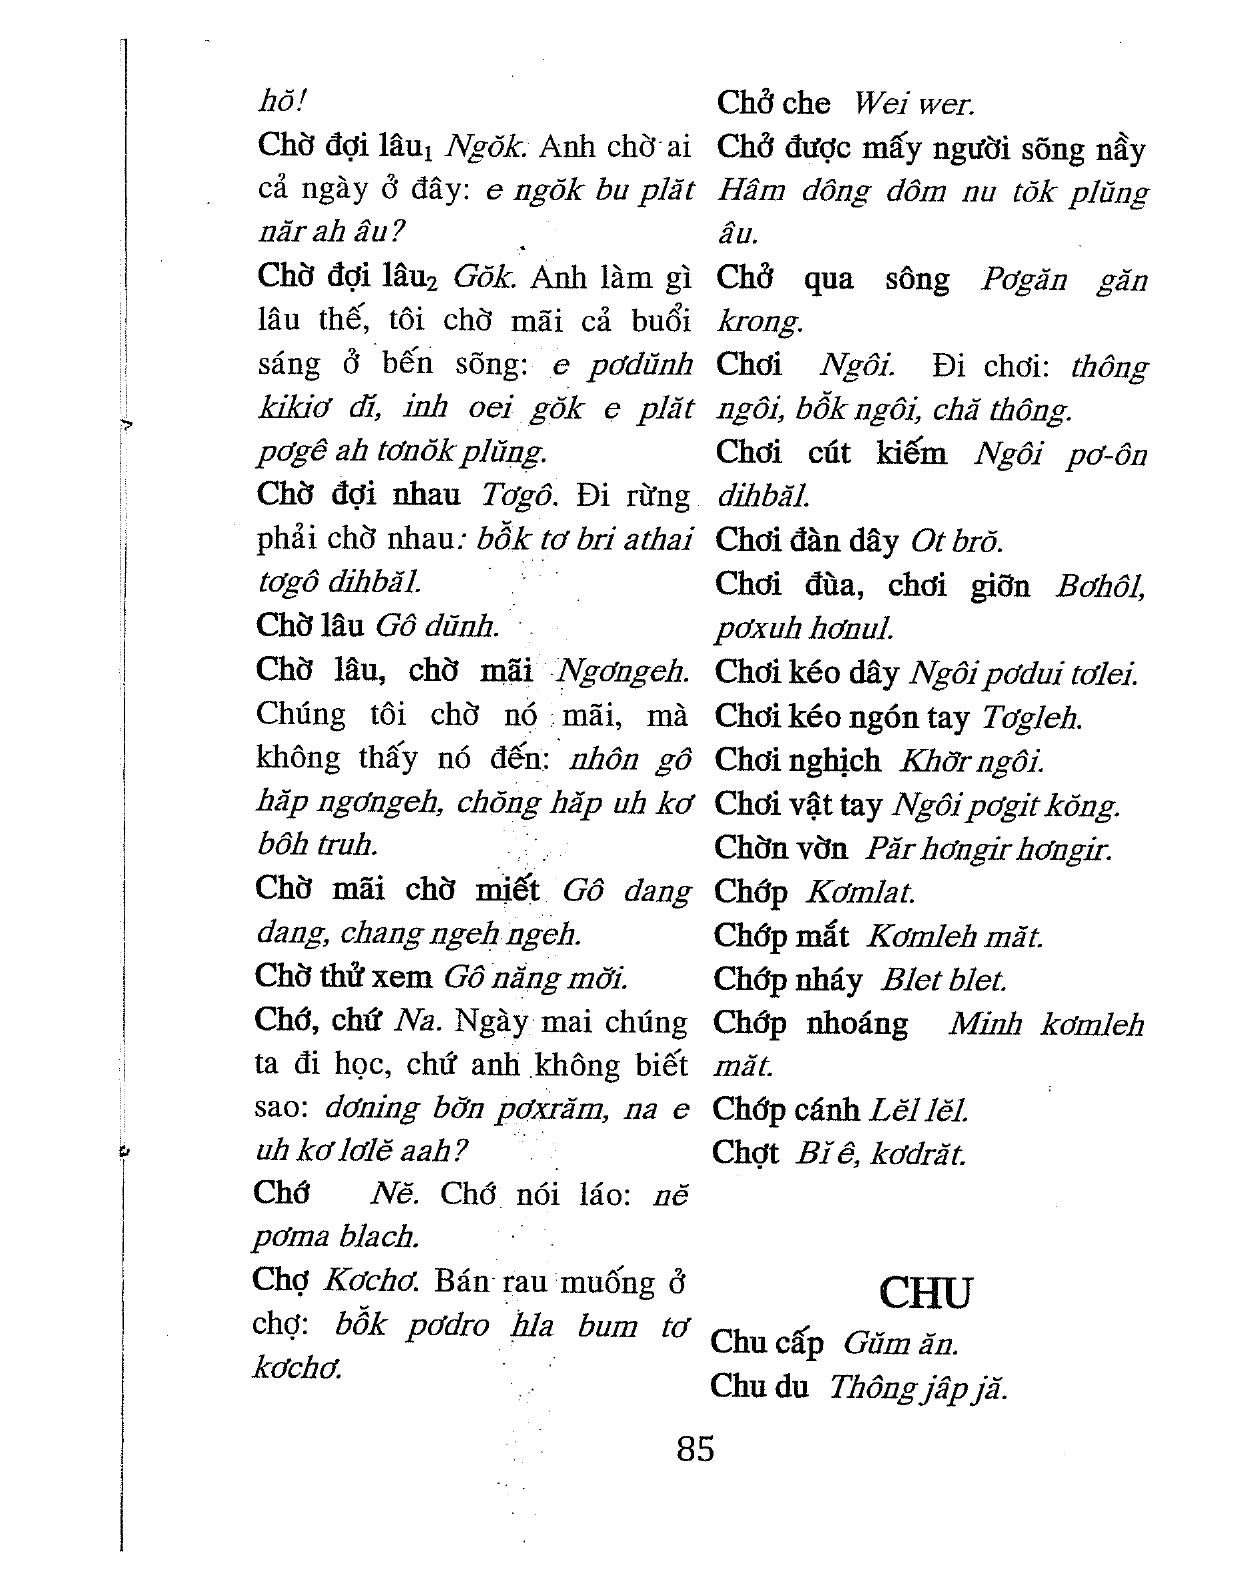 hŏ!
Chờ đợi lâu1 Ngŏk. Anh chờ ai
cả ngày ở đây: e ngŏk bu plăt
năr ah âu?
Chờ đợi lâu2 Gŏk. Anh làm gì
lâu thế, tôi chờ mãi cả buổi
sáng ở bến sõng: e pơdŭnh
kikiơ dĭ, inh oei gŏk e plăt
pơgê ah tơnŏk plŭng.
Chờ đợi nhau Tơgô. Đi rừng
phải chờ nhau: bŏ̆k tơ bri athai
tơgô dihbăl.
Chờ lâu Gô dŭnh.
Chờ lâu, chờ mãi Ngơngeh.
Chúng tôi chờ nó mãi, mà
không thấy nó đến: nhôn gô
hăp ngơngeh, chŏng hăp uh kơ
bôh truh.
Chờ mãi chờ miết Gô dang
dang, chang ngeh ngeh.
Chờ thử xem Gô năng mơ̆i.
Chớ, chứ Na. Ngày mai chúng
ta đi học, chứ anh không biết
sao: dơning bơ̆n pơxrăm, na e
uh kơ lơlĕ aah?
Chớ Nĕ. Chớ nói láo: nĕ
pơma blach.
Chợ Kơchơ. Bán rau muống ở
chợ: bô̆k pơdro hla bum tơ
kơchơ.
Chở che Wei wer.
Chở được mấy người sõng nầy
Hâm dông dôm nu tŏk plŭng
âu.
Chở qua sông Pơgăn găn
krong.
Chơi Ngôi. Đi chơi: thông
ngôi, bô̆k ngôi, chă thông.
Chơi cút kiếm Ngôi pơ-ôn
dihbăl.
Chơi đàn dây Ot brŏ.
Chơi đùa, chơi giỡn Bơhôl,
pơxuh hơnul.
Chơi kéo dây Ngôi pơdui tơlei.
Chơi kéo ngón tay Tơgleh.
Chơi nghịch Khơ̆r ngôi.
Chơi vật tay Ngôi pơgit kŏng.
Chờn vờn Păr hơngir hơngir.
Chớp Kơmlat.
Chớp mắt Kơmleh măt.
Chớp nháy Blet blet.
Chớp nhoáng Minh kơmleh
măt.
Chớp cánh Lĕl lĕl.
Chợt Bĭ ê, kơdrăt.
CHU
Chu cấp Gŭm ăn.
Chu du Thông jâp jă.
85